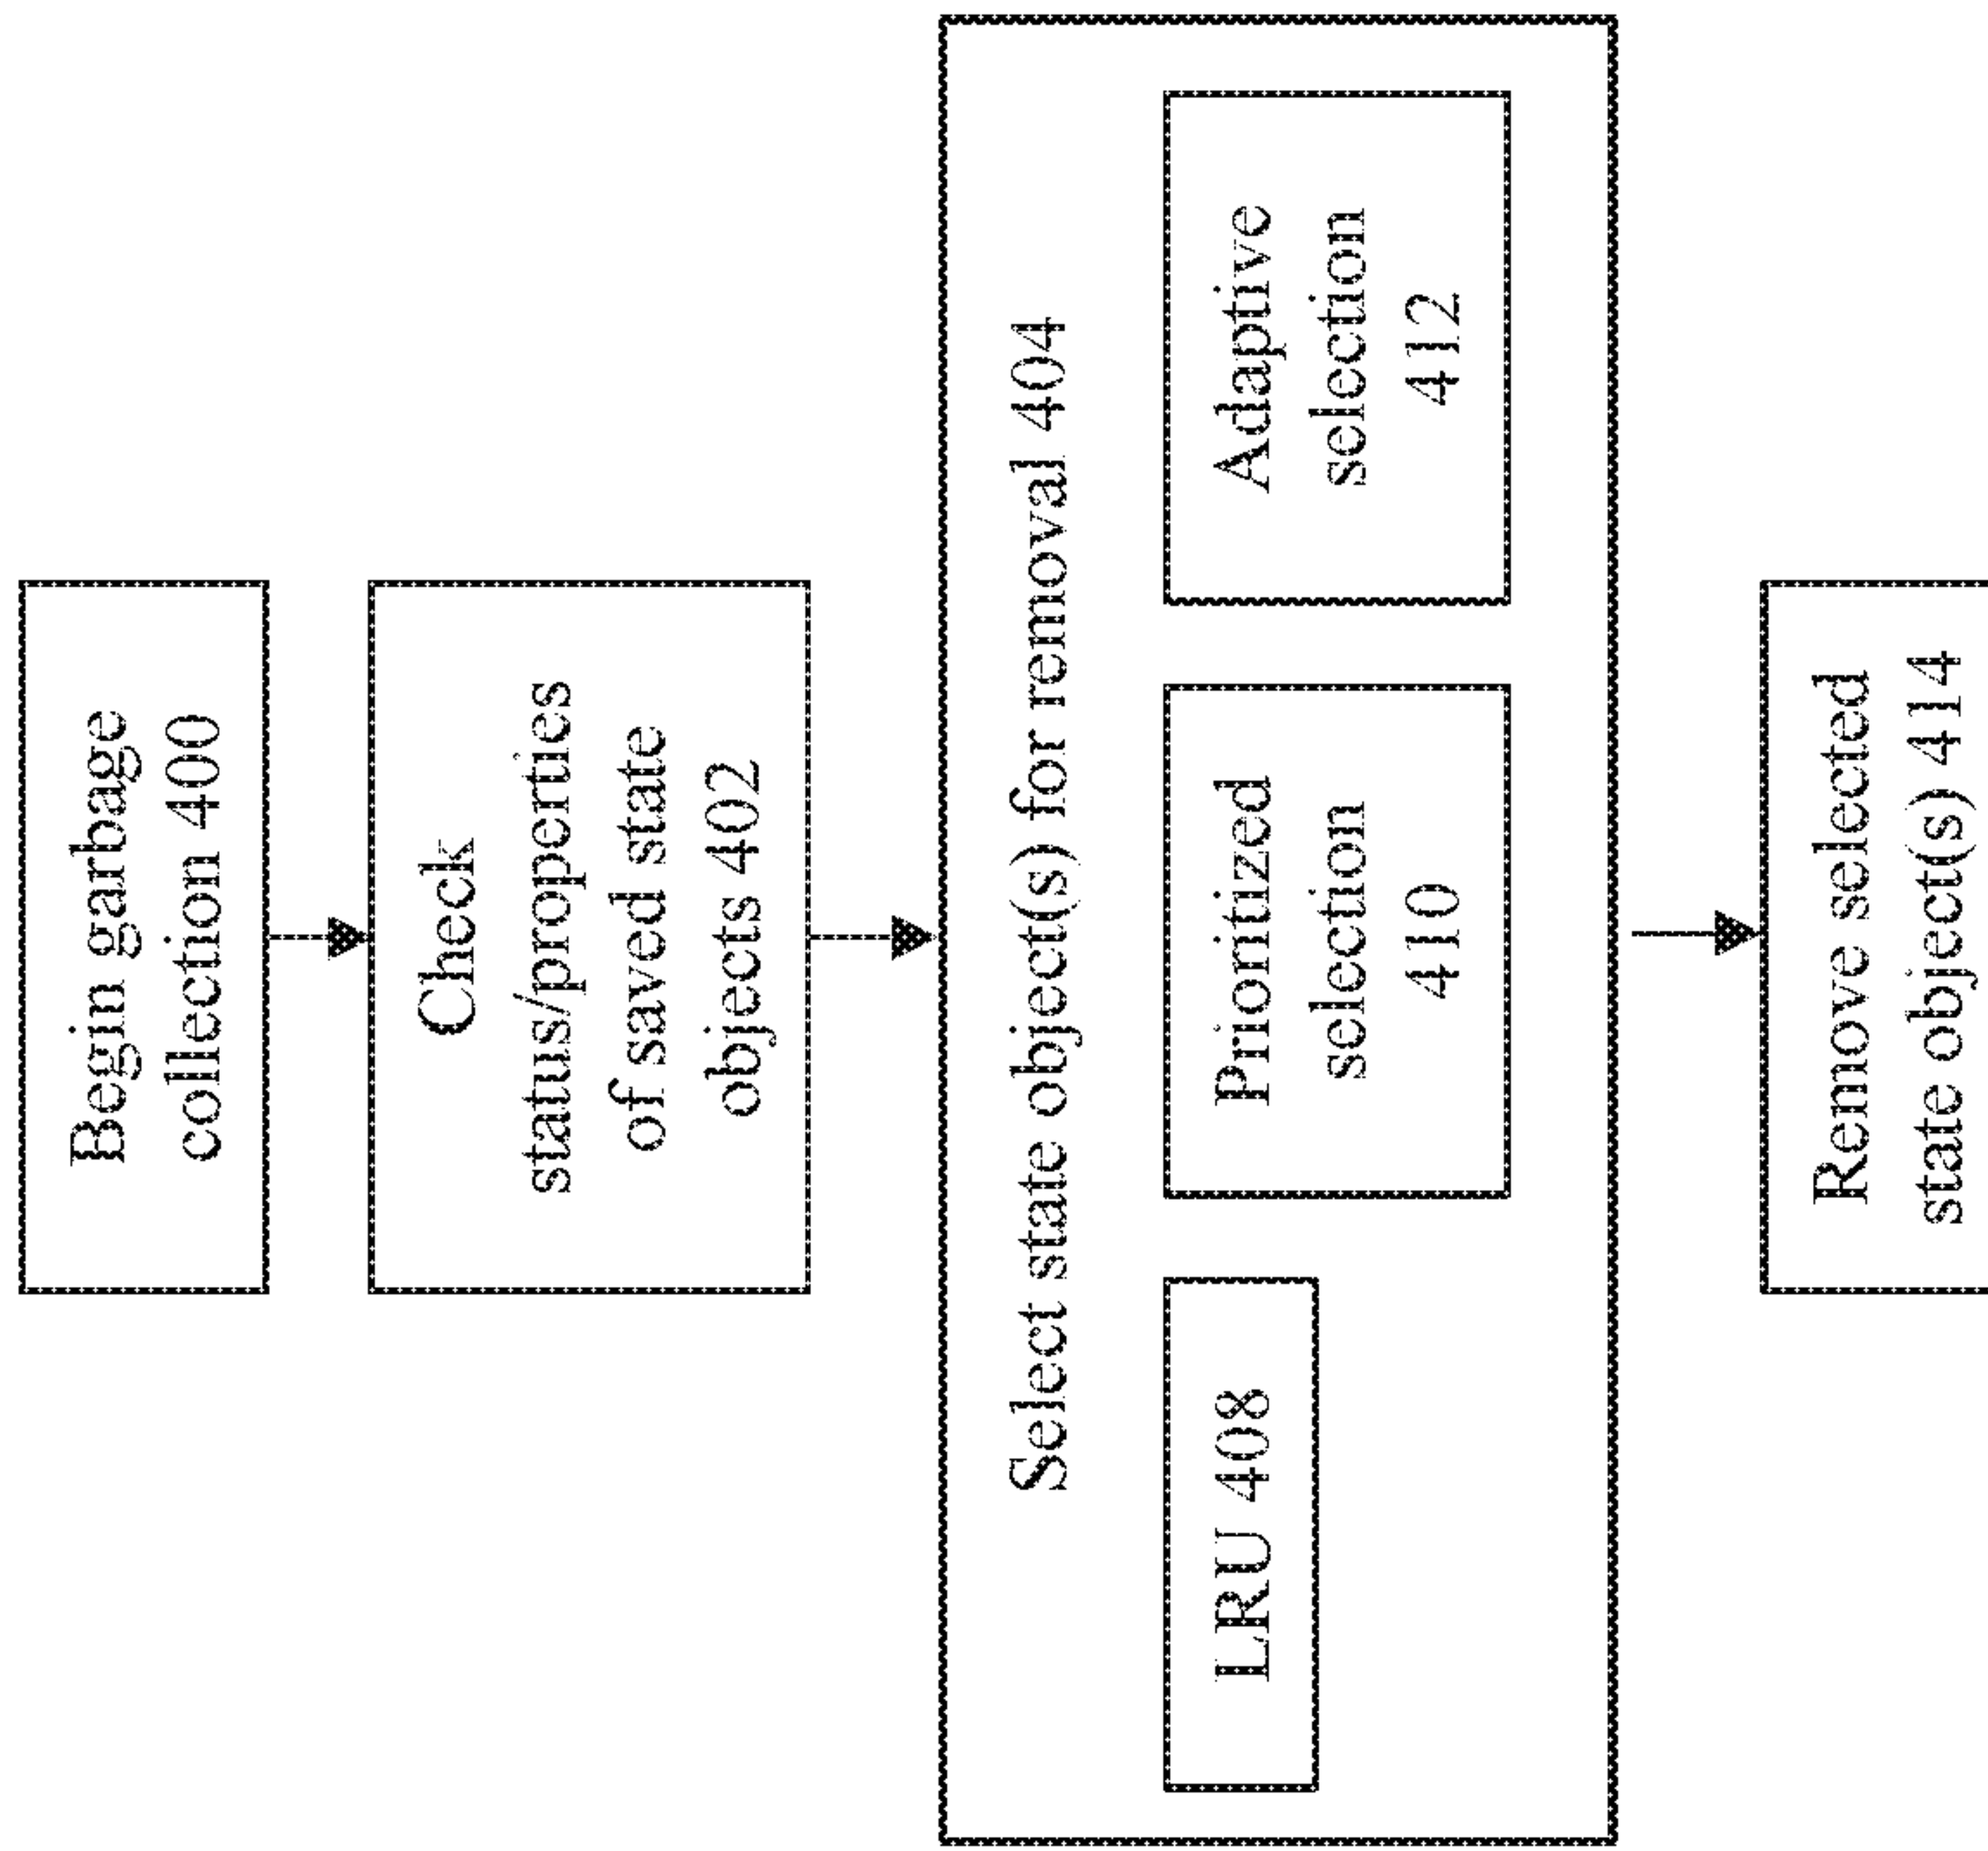 Begin garbage
collection 400
Check
status/properties
of saved state
objects 402
Select state object(s) for removal 404
LRU 408
Prioritized
selection
410
Adaptive
selection
412
Remove selected
state object(s) 414